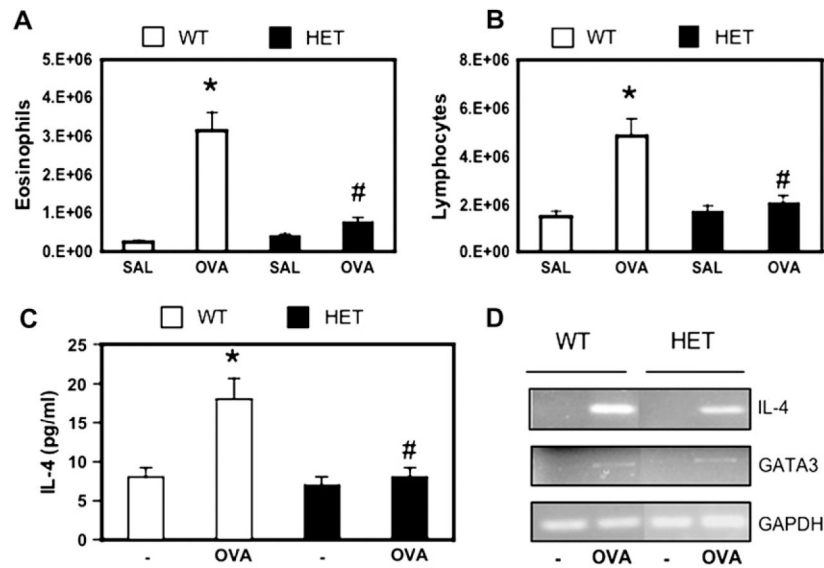 A
WT HET
Eosinophils
5.E+06
4.E+06
3.E+06
2.E+06
1.E+06
0.E+00
*
#
SAL OVA SAL OVA
B
WT HET
Lymphocytes
8.E+06
6.E+06
4.E+06
2.E+06
0.E+00
*
#
SAL OVA SAL OVA
C
WT HET
IL-4 (pg/ml)
25
20
15
10
5
0
*
#
- OVA - OVA
D
WT HET
IL-4
GATA3
GAPDH
- OVA - OVA